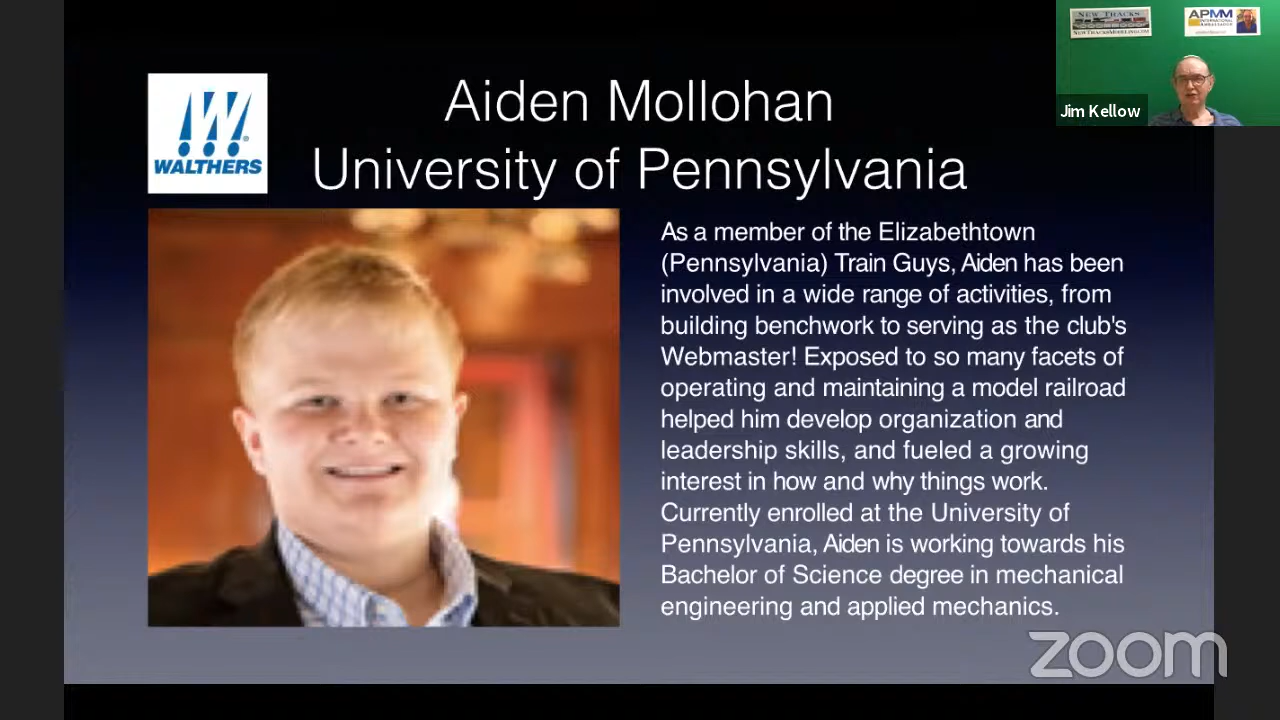 New Tracks
NewTracksModeling.com
APMM
INTERNATIONAL
AMBASSADOR
Jim Kellow
W
WALTHERS
Aiden Mollohan
University of Pennsylvania
As a member of the Elizabethtown
(Pennsylvania) Train Guys, Aiden has been
involved in a wide range of activities, from
building benchwork to serving as the club's
Webmaster! Exposed to so many facets of
operating and maintaining a model railroad
helped him develop organization and
leadership skills, and fueled a growing
interest in how and why things work.
Currently enrolled at the University of
Pennsylvania, Aiden is working towards his
Bachelor of Science degree in mechanical
engineering and applied mechanics.
zoom